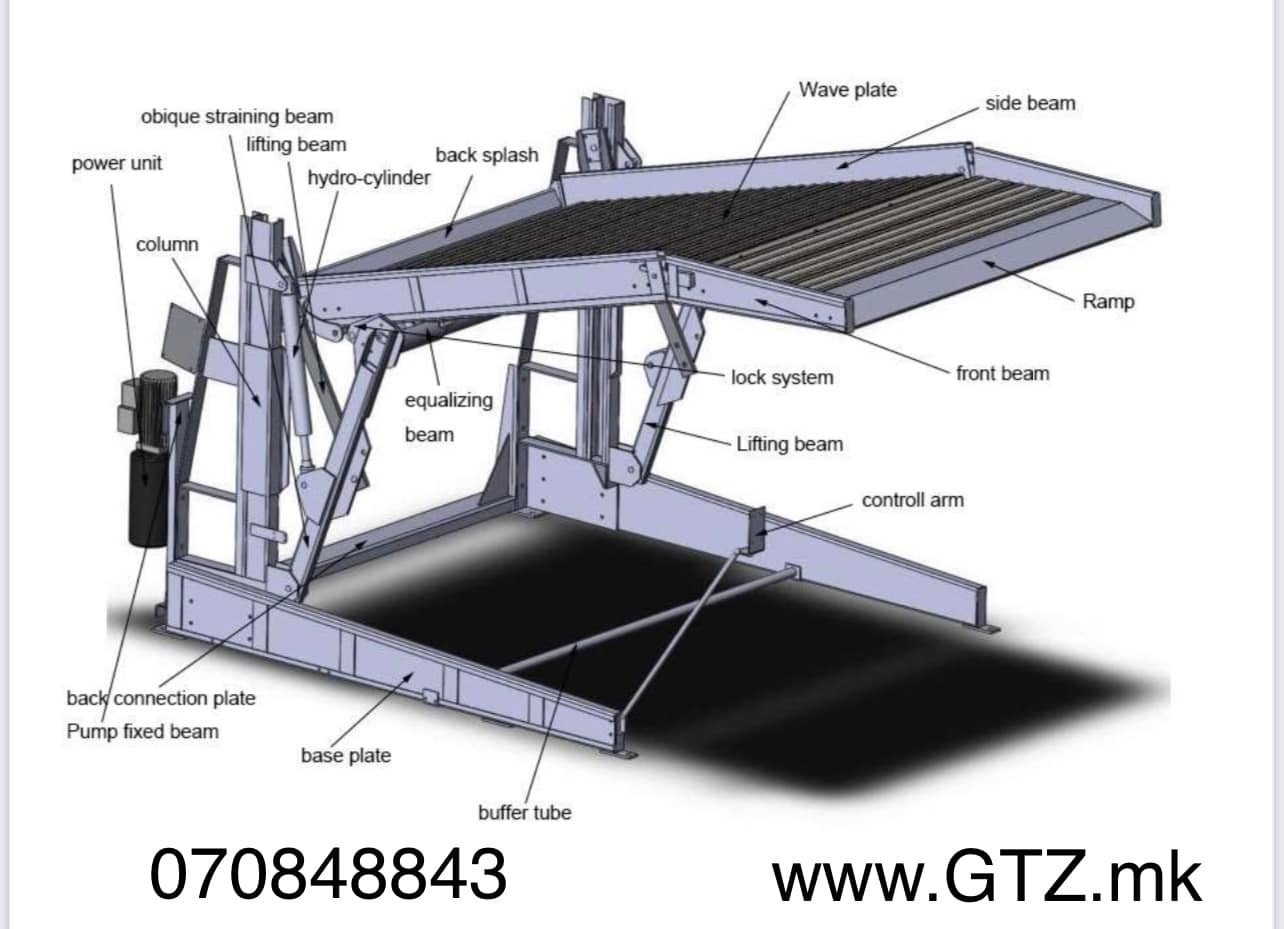 Wave plate
side beam
obique straining beam
lifting beam
back splash
power unit
hydro-cylinder
column
Ramp
front beam
lock system
equalizing
beam
Lifting beam
controll arm
back connection plate
Pump fixed beam
base plate
buffer tube
070848843
www.GTZ.mk